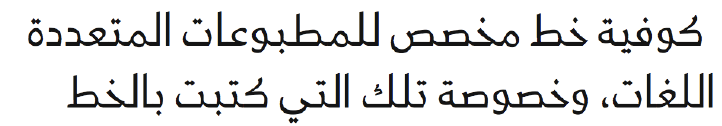 كوفية خط مخصص للمطبوعات المتعددة
اللغات، وخصوصة تلك التي كتبت بالخط